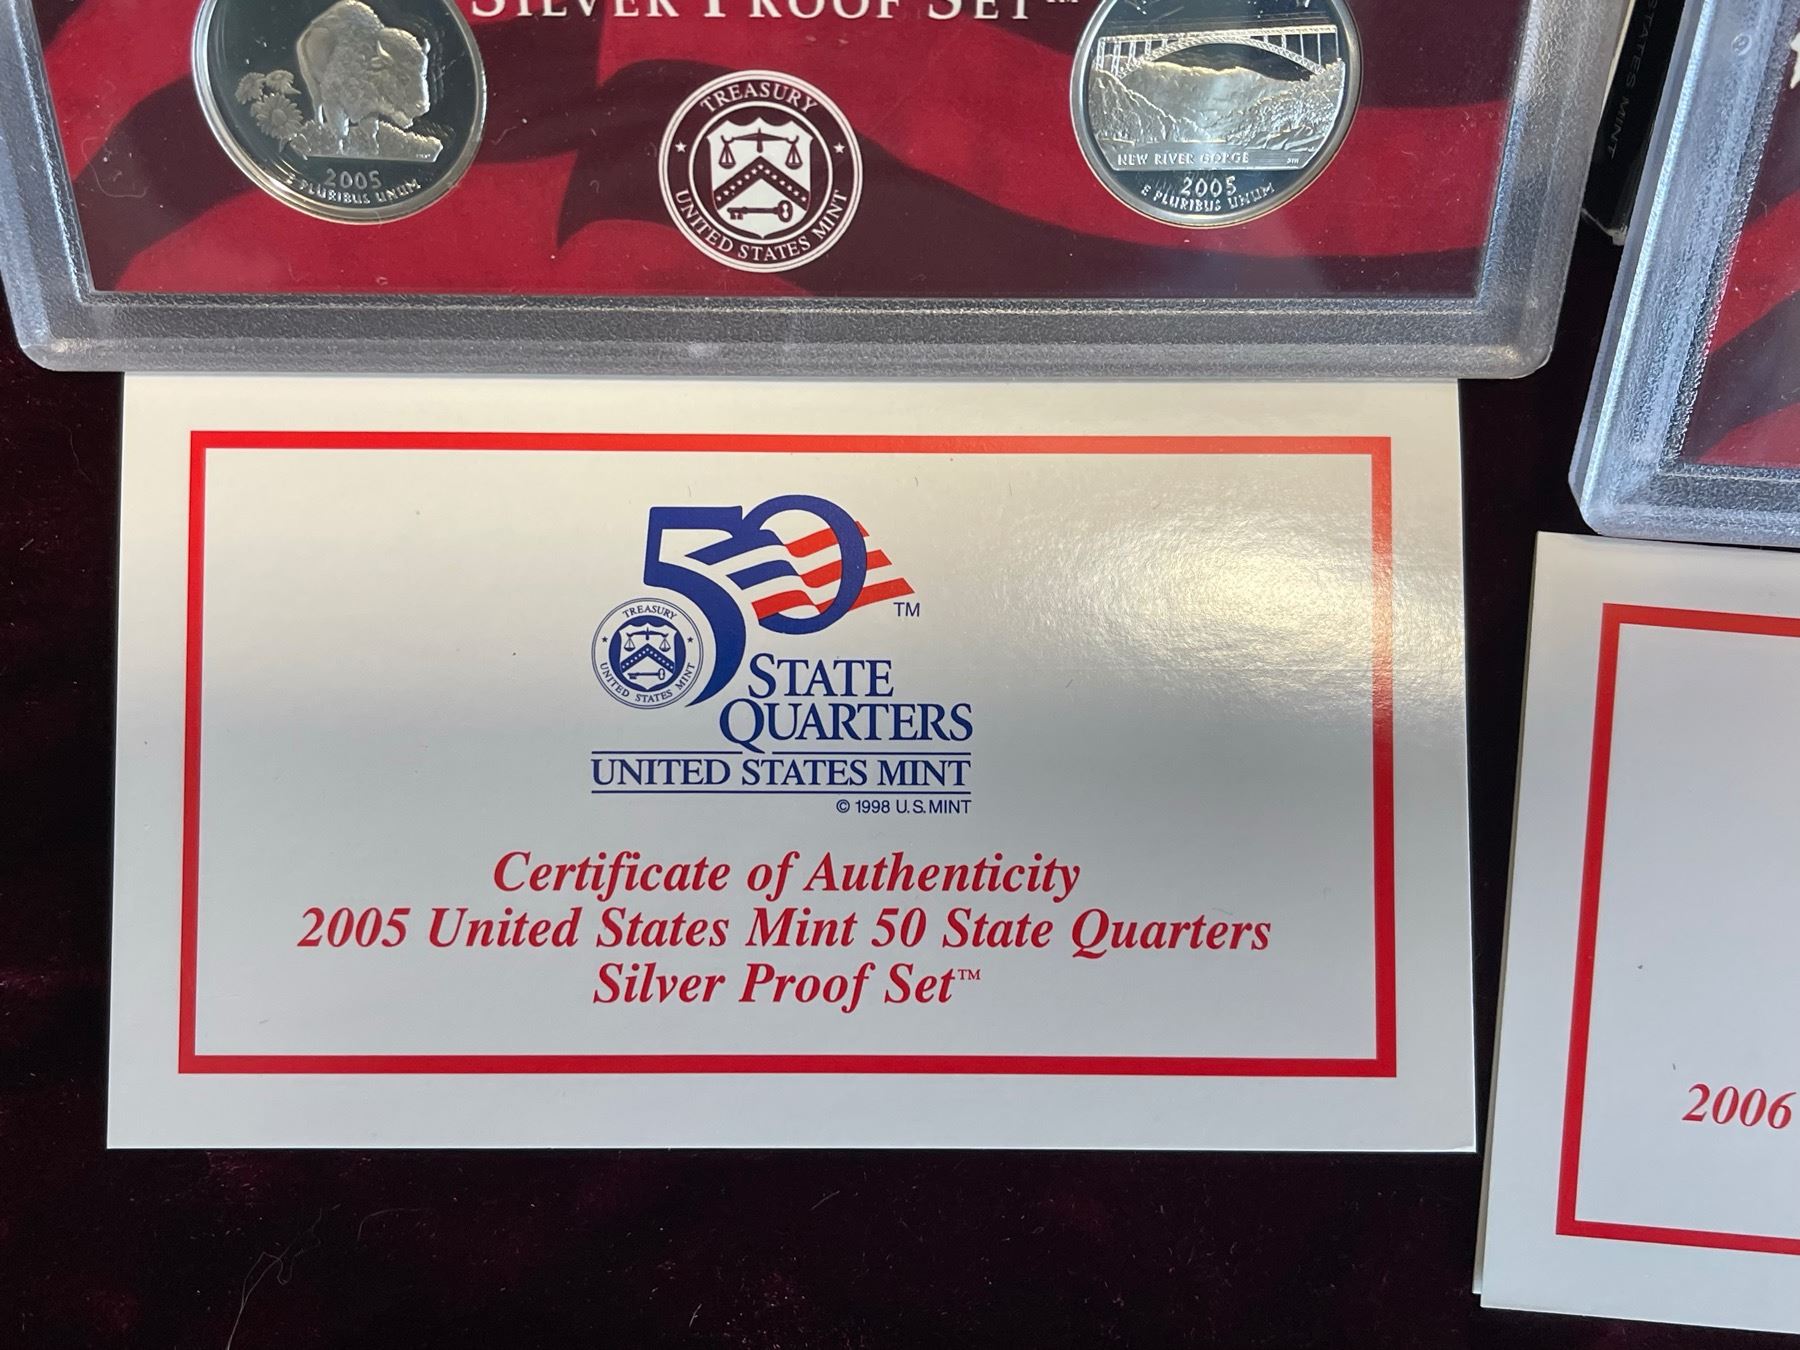 SILVER PROOF SET™
2005
E PLURIBUS UNUM
TREASURY
UNITED STATES MINT
NEW RIVER GORGE
2005
E PLURIBUS UNUM
STATES MINT
50
TM
TREASURY
UNITED STATES MINT
STATE
QUARTERS
UNITED STATES MINT
© 1998 U.S. MINT
Certificate of Authenticity
2005 United States Mint 50 State Quarters
Silver Proof Set™
2006